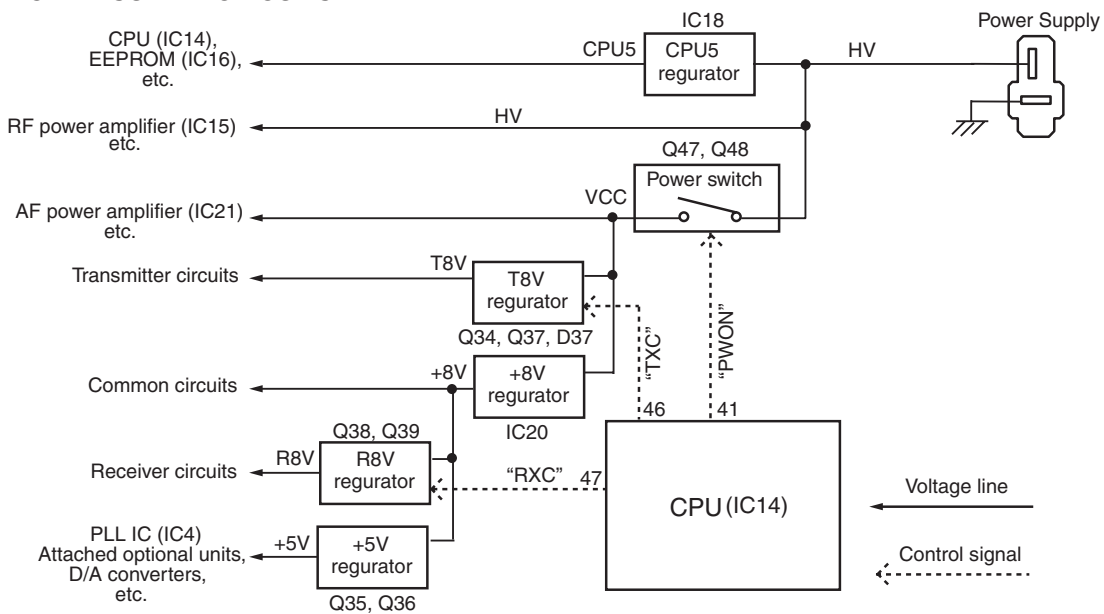 IC18
Power Supply
CPU (IC14),
EEPROM (IC16),
etc.
CPU5
CPU5
regurator
HV
RF power amplifier (IC15)
etc.
HV
Q47, Q48
Power switch
VCC
AF power amplifier (IC21)
etc.
Transmitter circuits
T8V
T8V
regurator
Q34, Q37, D37
"TXC"
"PWON"
Common circuits
+8V
+8V
regurator
IC20
46
41
Q38, Q39
Receiver circuits
R8V
R8V
regurator
"RXC"
47
CPU (IC14)
Voltage line
Control signal
PLL IC (IC4)
Attached optional units,
D/A converters,
etc.
+5V
+5V
regurator
Q35, Q36